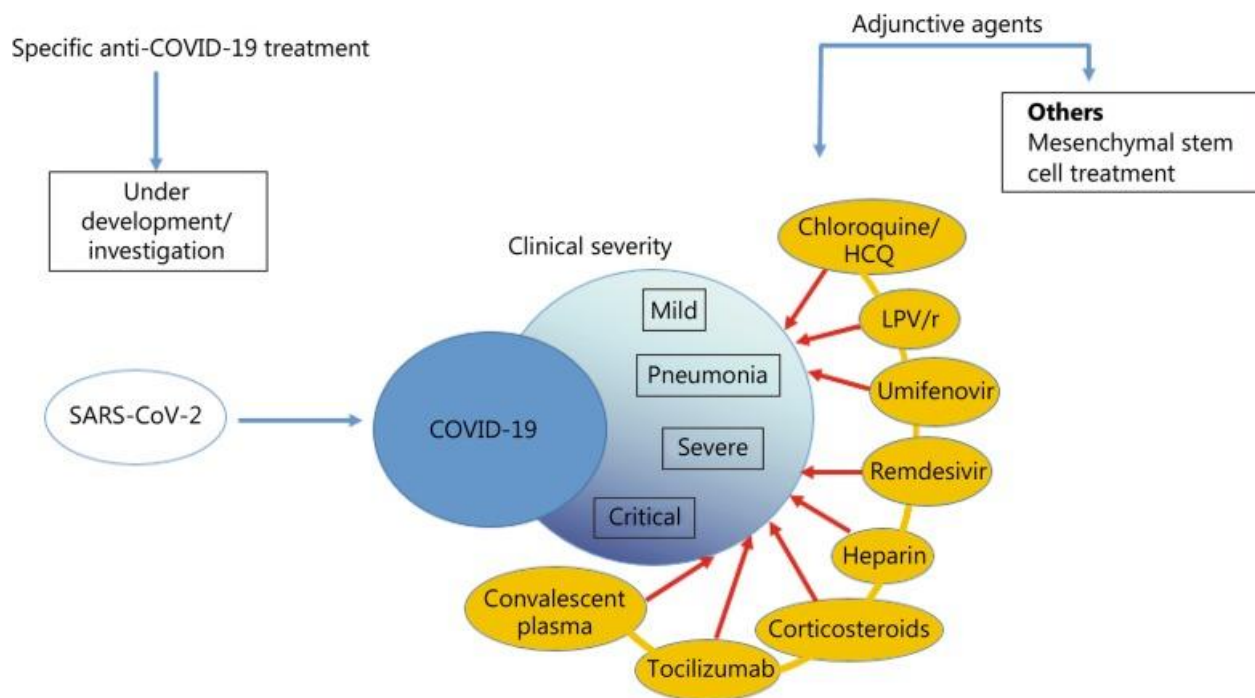 Adjunctive agents
Specific anti-COVID-19 treatment
Others
Mesenchymal stem
cell treatment
Under
development/
investigation
Clinical severity
Chloroquine/
HCQ
Mild
LPV/r
Pneumonia
Umifenovir
SARS-CoV-2
COVID-19
Severe
Remdesivir
Critical
Heparin
Convalescent
plasma
Corticosteroids
Tocilizumab